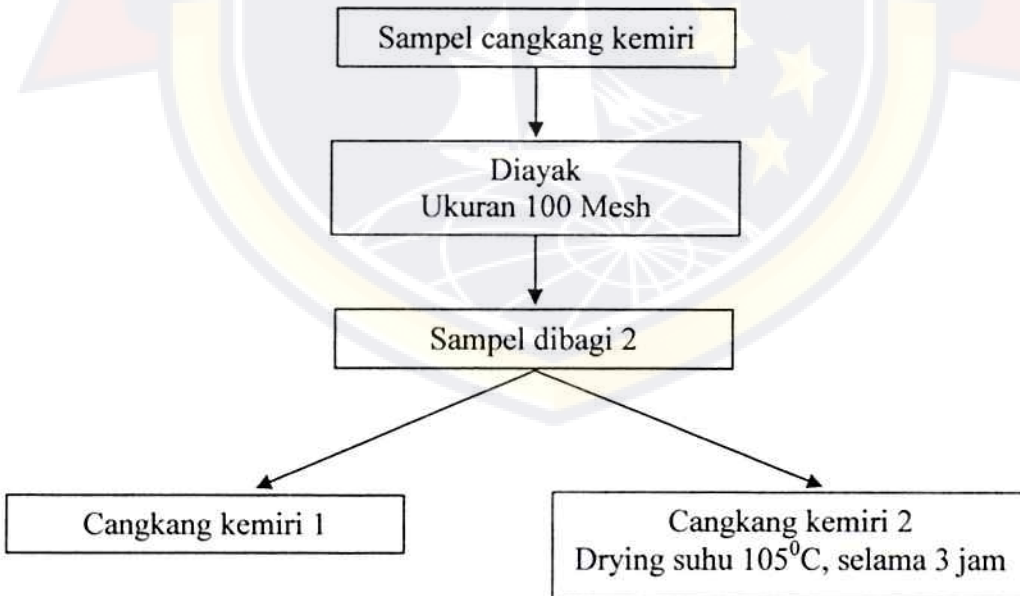 Sampel cangkang kemiri
Diayak
Ukuran 100 Mesh
Sampel dibagi 2
Cangkang kemiri 1
Cangkang kemiri 2
Drying suhu 105⁰C, selama 3 jam